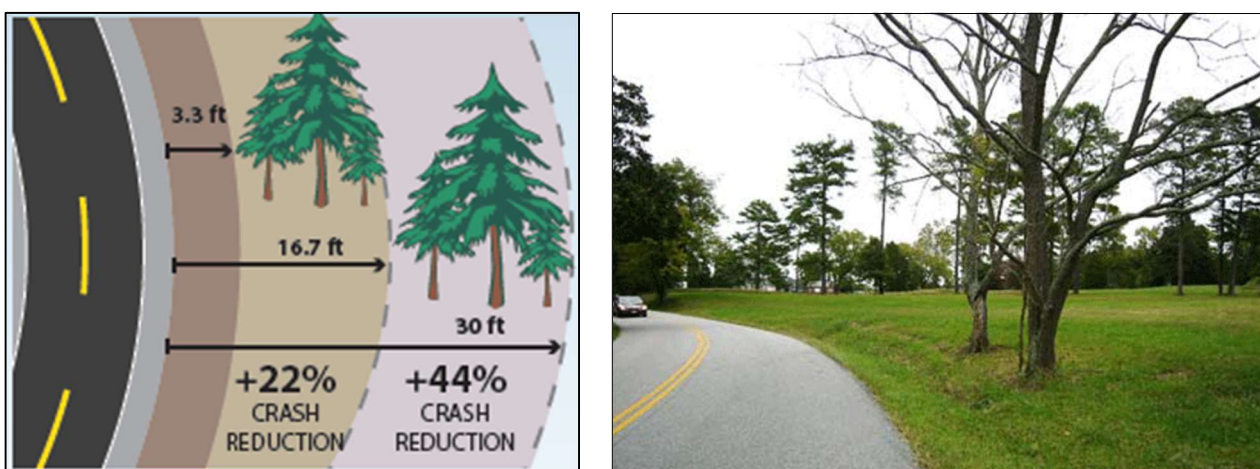 3.3 ft
16.7 ft
30 ft
+22%
CRASH
REDUCTION
+44%
CRASH
REDUCTION